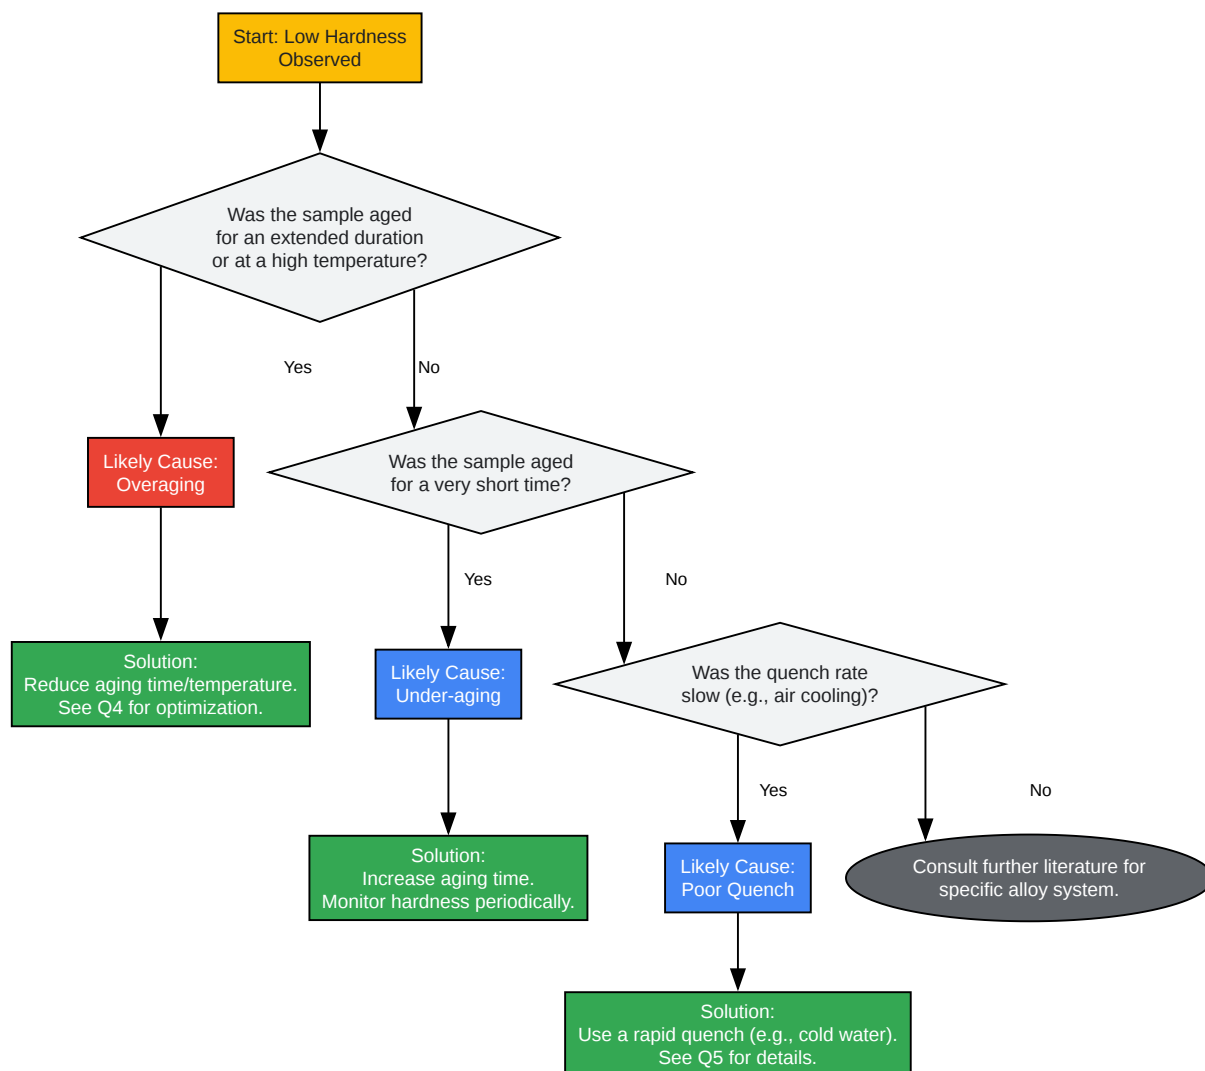 Start: Low Hardness
Observed
Was the sample aged
for an extended duration
or at a high temperature?
Yes
No
Likely Cause:
Overaging
Was the sample aged
for a very short time?
Yes
No
Solution:
Reduce aging time/temperature.
See Q4 for optimization.
Likely Cause:
Under-aging
Was the quench rate
slow (e.g., air cooling)?
Yes
No
Solution:
Increase aging time.
Monitor hardness periodically.
Likely Cause:
Poor Quench
Consult further literature for
specific alloy system.
Solution:
Use a rapid quench (e.g., cold water).
See Q5 for details.